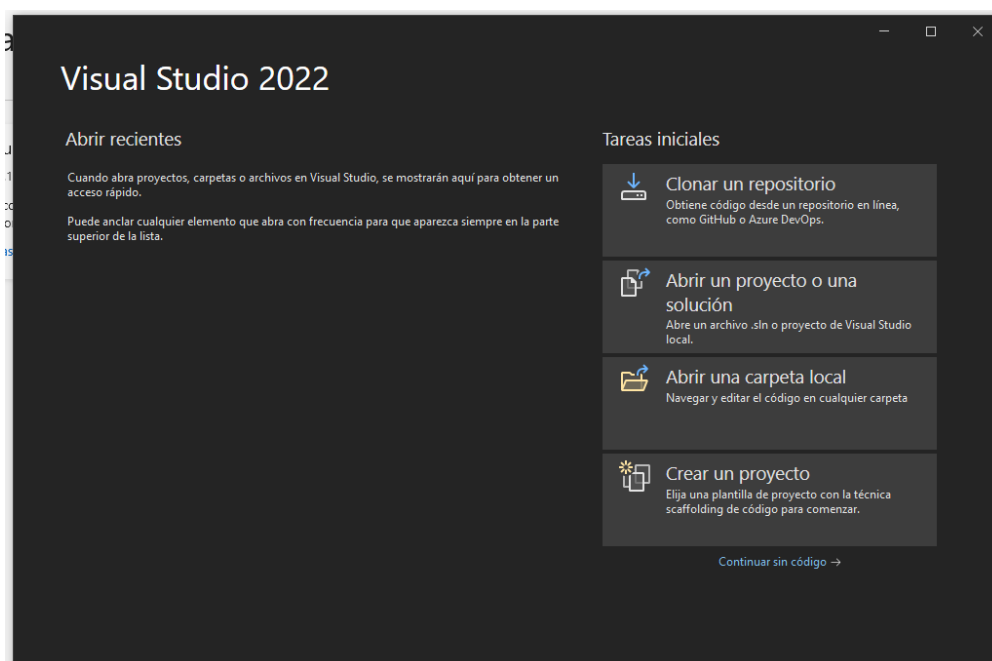 Visual Studio 2022
Abrir recientes
Cuando abra proyectos, carpetas o archivos en Visual Studio, se mostrarán aquí para obtener un
acceso rápido.
Puede anclar cualquier elemento que abra con frecuencia para que aparezca siempre en la parte
superior de la lista.
Tareas iniciales
Clonar un repositorio
Obtiene código desde un repositorio en línea,
como GitHub o Azure DevOps.
Abrir un proyecto o una
solución
Abre un archivo .sln o proyecto de Visual Studio
local.
Abrir una carpeta local
Navegar y editar el código en cualquier carpeta
Crear un proyecto
Elija una plantilla de proyecto con la técnica
scaffolding de código para comenzar.
Continuar sin código →